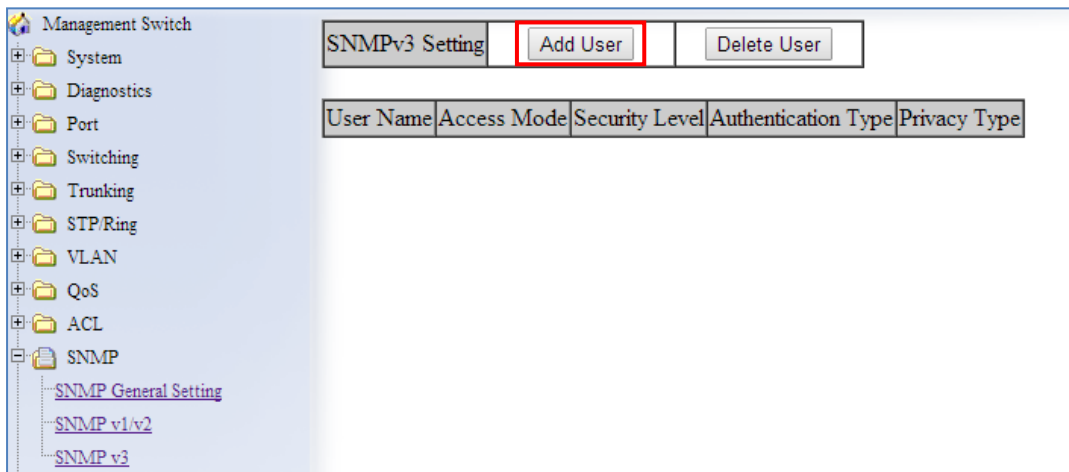 Management Switch
System
Diagnostics
Port
Switching
Trunking
STP/Ring
VLAN
QoS
ACL
SNMP
SNMP General Setting
SNMP v1/v2
SNMP v3
SNMPv3 Setting Add User Delete User
User Name Access Mode Security Level Authentication Type Privacy Type